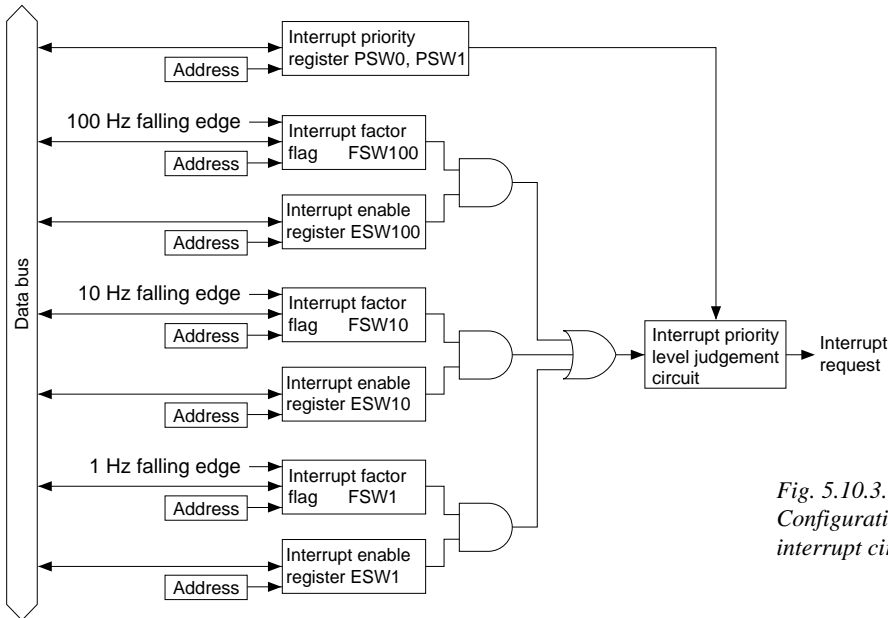 Interrupt priority
register PSW0, PSW1
Address
100 Hz falling edge
Interrupt factor
flag FSW100
Address
Interrupt enable
register ESW100
Address
Data bus
10 Hz falling edge
Interrupt factor
flag FSW10
Address
Interrupt enable
register ESW10
Address
Interrupt priority
level judgement
circuit
Interrupt
request
1 Hz falling edge
Interrupt factor
flag FSW1
Address
Interrupt enable
register ESW1
Address
Fig. 5.10.3.
interrupt